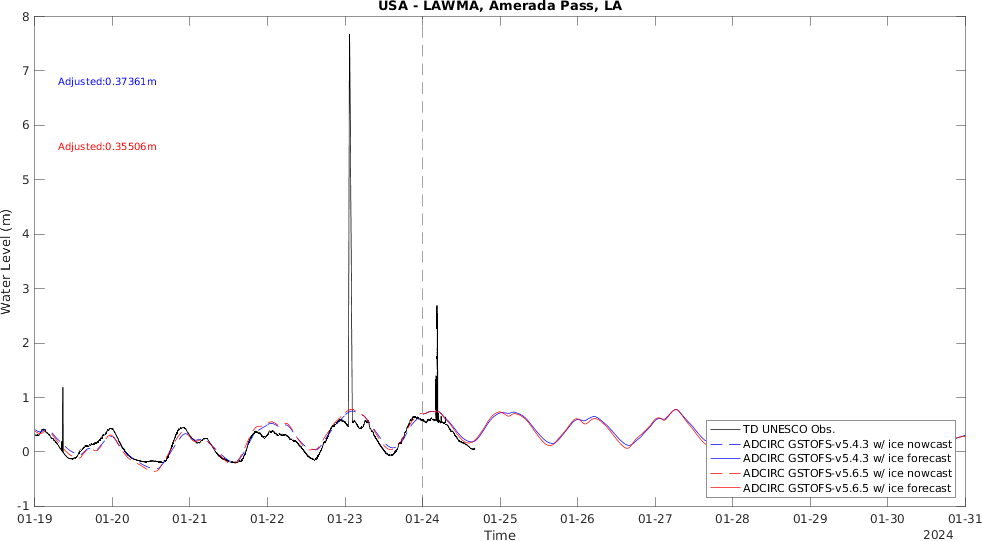 USA - LAWMA, Amerada Pass, LA
8
7
6
5
4
3
2
1
0
-1
Water Level (m)
Adjusted:0.37361m
Adjusted:0.35506m
TD UNESCO Obs.
ADCIRC GSTOFS-v5.4.3 w/ ice nowcast
ADCIRC GSTOFS-v5.4.3 w/ ice forecast
ADCIRC GSTOFS-v5.6.5 w/ ice nowcast
ADCIRC GSTOFS-v5.6.5 w/ ice forecast
01-19 01-20 01-21 01-22 01-23 01-24 01-25 01-26 01-27 01-28 01-29 01-30 01-31
Time
2024